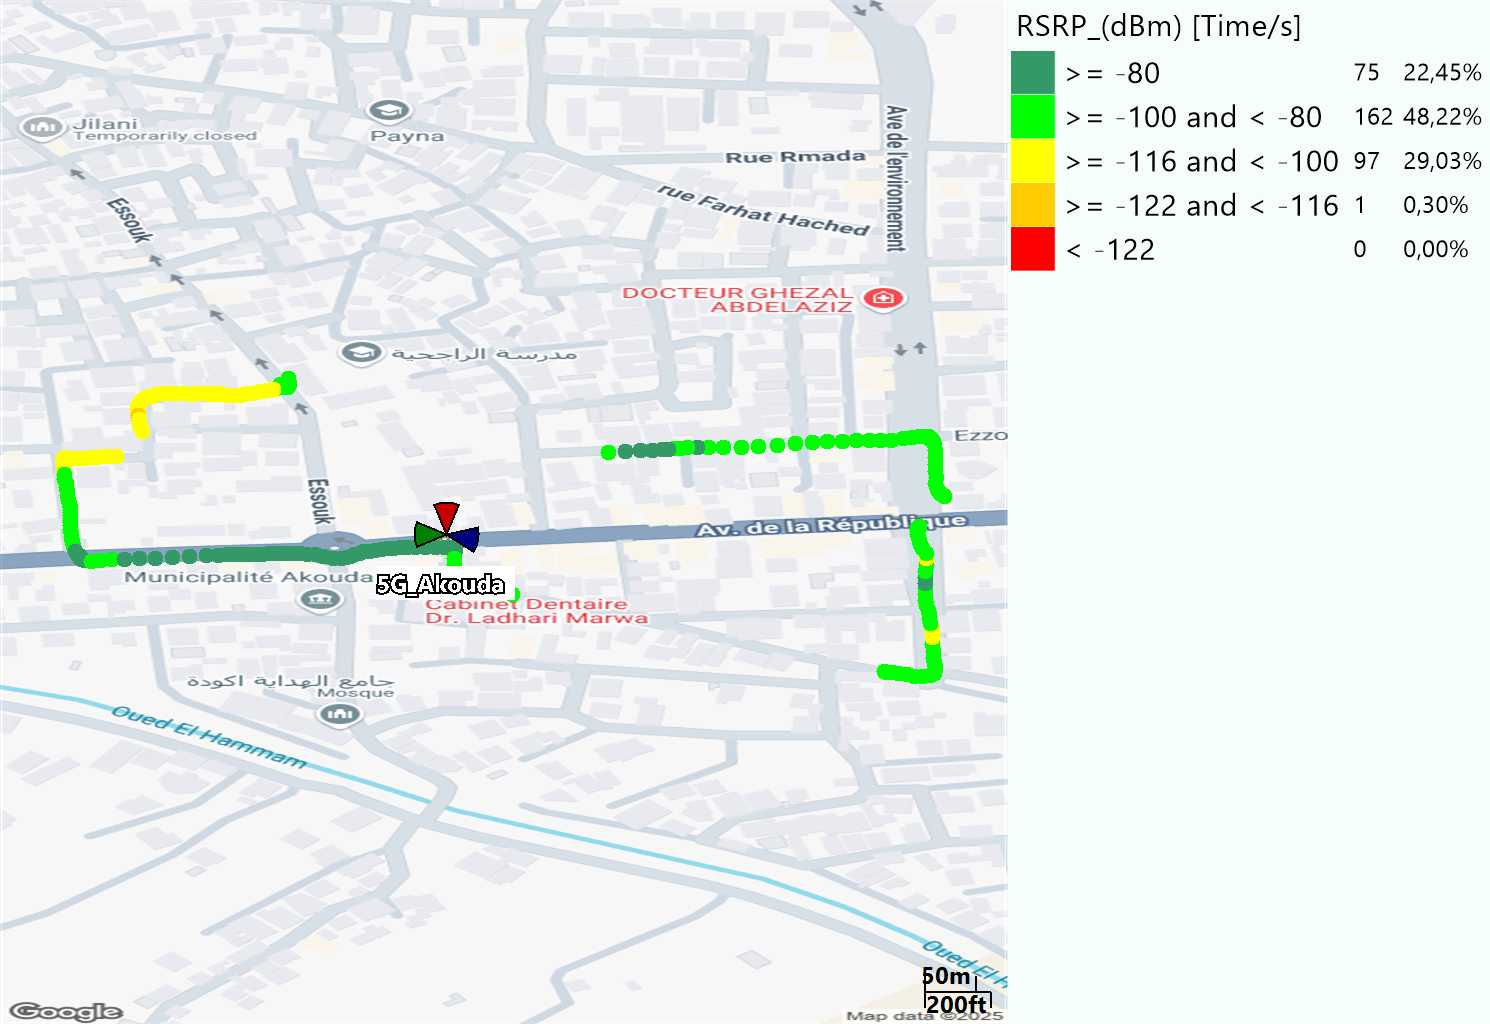 RSRP_(dBm) [Time/s]
>= -80 75 22,45%
>= -100 and < -80 162 48,22%
>= -116 and < -100 97 29,03%
>= -122 and < -116 1 0,30%
< -122 0 0,00%
Jilani
Temporarily closed
Payna
Rue Rmada
Ave de l'environnement
rue Farhat Hached
Essouk
DOCTEUR GHEZAL
ABDELAZIZ
مدرسة الراجحية
Ezzo
Essouk
Av. de la République
Municipalité Akouda
5G_Akouda
Cabinet Dentaire
Dr. Ladhari Marwa
جامع الهداية اكودة
Mosque
Oued El Hammam
Oued El H
50m
200ft
Google
Map data ©2025